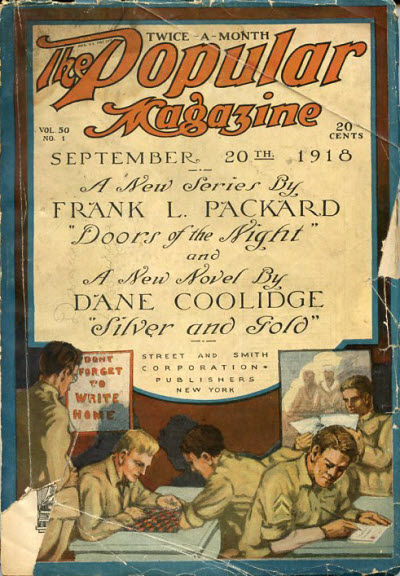 TWICE-A-MONTH
The Popular
Magazine
VOL. 50
NO. 1
20
CENTS
SEPTEMBER 20TH. 1918
A New Series By
FRANK L. PACKARD
"Doors of the Night"
and
A New Novel By
DANE COOLIDGE
"Silver and Gold"
STREET AND SMITH
CORPORATION •
PUBLISHERS
NEW YORK
DONT
FORGET
TO
WRITE
HOME